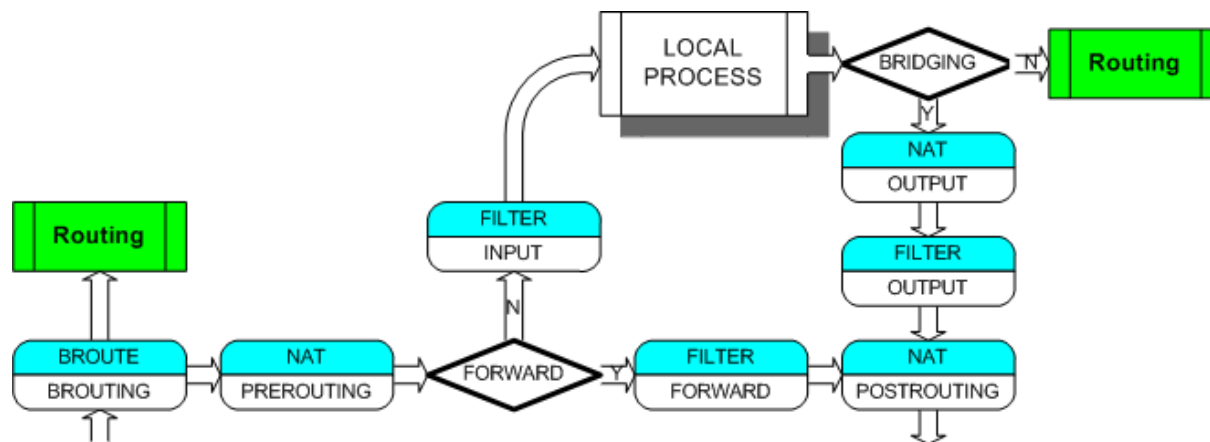 LOCAL
PROCESS
BRIDGING
N
Routing
Y
NAT
OUTPUT
FILTER
INPUT
Routing
FILTER
OUTPUT
N
BROUTE
BROUTING
NAT
PREROUTING
FORWARD
Y
FILTER
FORWARD
NAT
POSTROUTING